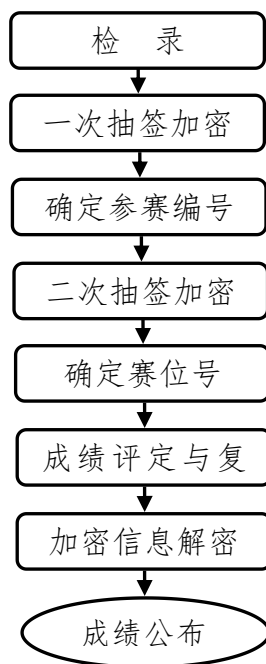 检 录
一次抽签加密
确定参赛编号
二次抽签加密
确定赛位号
成绩评定与复
加密信息解密
成绩公布